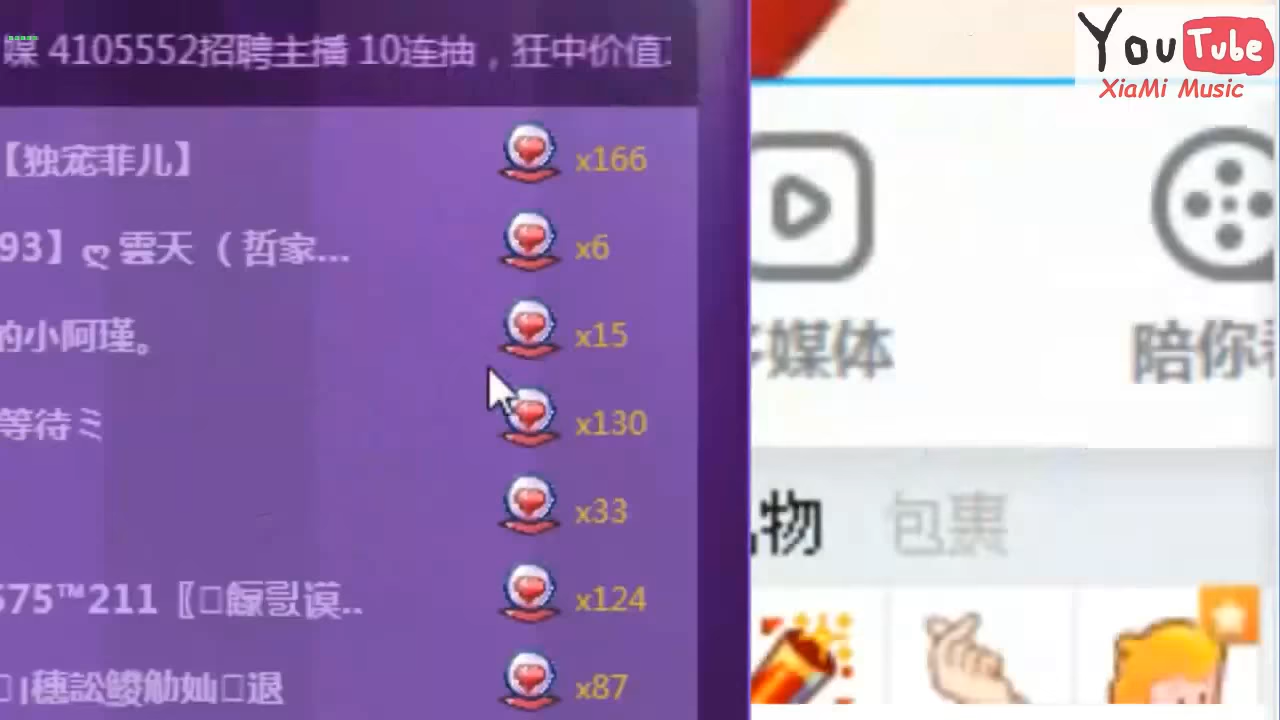 YouTube
XiaMi Music
媒 4105552招聘主播 10连抽，狂中价值
【独宠菲儿】
x166
93】ღ 雲天 （哲家...
x6
的小阿瑾。
x15
等待ミ
x130
x33
575™211
x124
x87
媒体
陪你
物
包裹